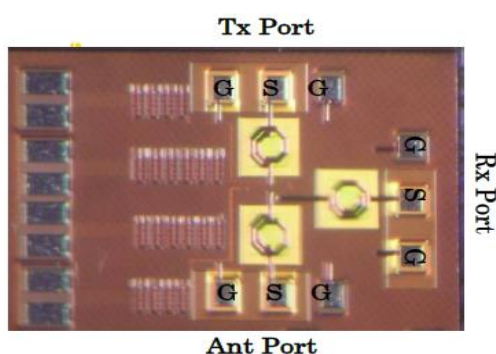 Tx Port
G S G
G
S
G
Rx Port
G S G
Ant Port